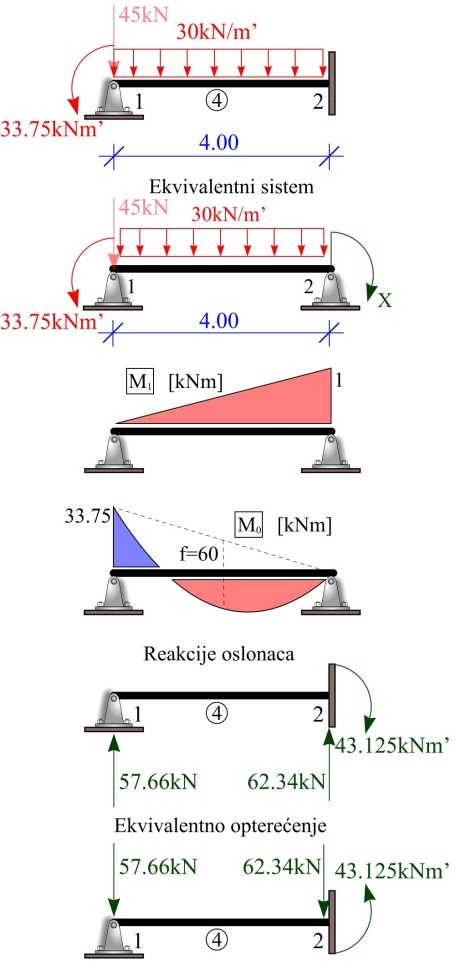 45kN
30kN/m'
1 4 2
33.75kNm'
4.00
Ekvivalentni sistem
45kN
30kN/m'
1 2
X
33.75kNm'
4.00
M₁ [kNm] 1
33.75 M₀ [kNm]
f=60
Reakcije oslonaca
1 4 2
43.125kNm'
57.66kN 62.34kN
Ekvivalentno opterećenje
57.66kN 62.34kN 43.125kNm'
1 4 2